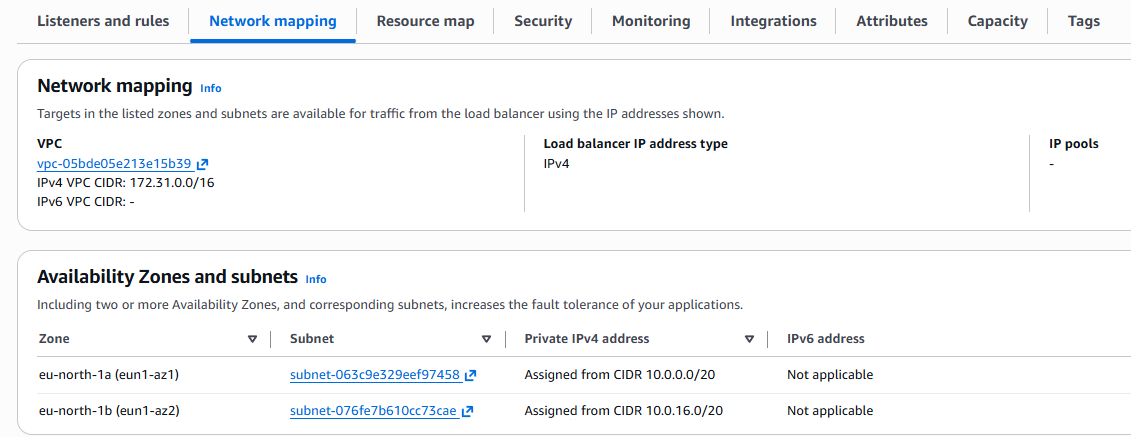 Listeners and rules Network mapping Resource map Security Monitoring Integrations Attributes Capacity Tags
Network mapping Info
Targets in the listed zones and subnets are available for traffic from the load balancer using the IP addresses shown.
VPC Load balancer IP address type IP pools
vpc-05bde05e213e15b39 IPv4 -
IPv4 VPC CIDR: 172.31.0.0/16
IPv6 VPC CIDR: -
Availability Zones and subnets Info
Including two or more Availability Zones, and corresponding subnets, increases the fault tolerance of your applications.
Zone Subnet Private IPv4 address IPv6 address
eu-north-1a (eun1-az1) subnet-063c9e329eef97458 Assigned from CIDR 10.0.0.0/20 Not applicable
eu-north-1b (eun1-az2) subnet-076fe7b610cc73cae Assigned from CIDR 10.0.16.0/20 Not applicable